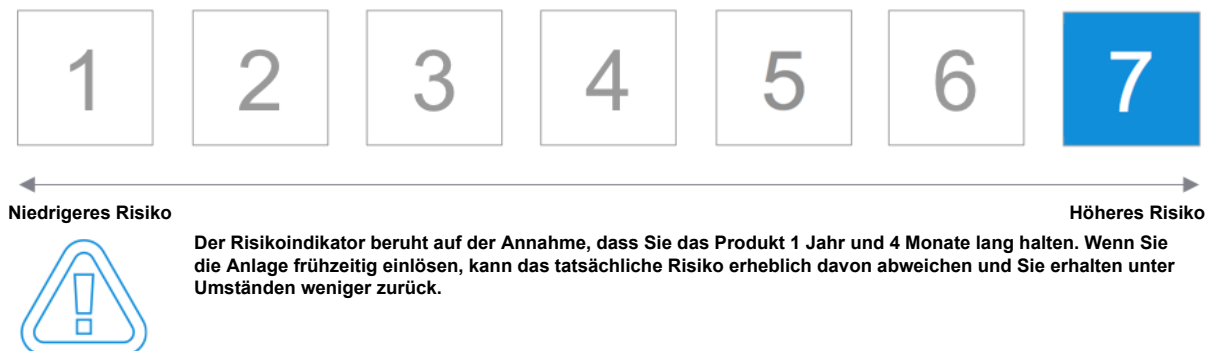 1 2 3 4 5 6 7
Niedrigeres Risiko Höheres Risiko
Der Risikoindikator beruht auf der Annahme, dass Sie das Produkt 1 Jahr und 4 Monate lang halten. Wenn Sie
die Anlage frühzeitig einlösen, kann das tatsächliche Risiko erheblich davon abweichen und Sie erhalten unter
Umständen weniger zurück.